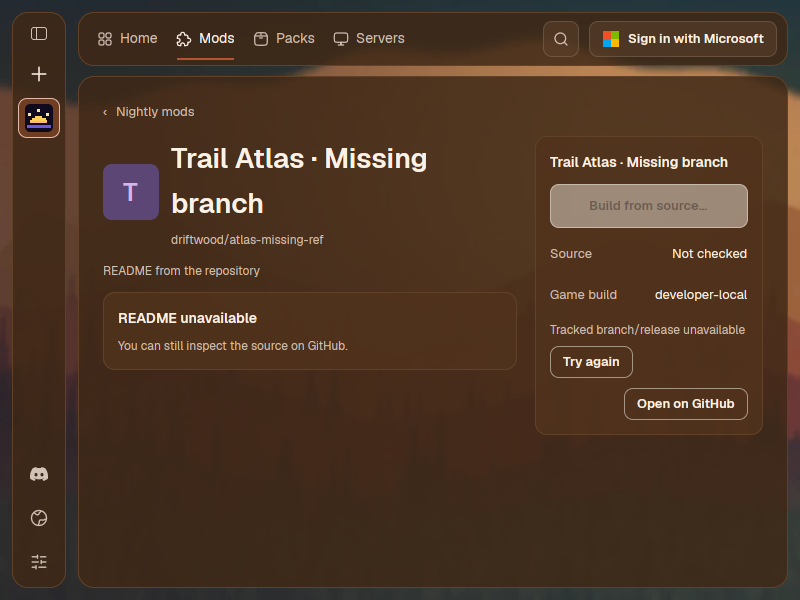 Home
Mods
Packs
Servers
Sign in with Microsoft
‹ Nightly mods
T
Trail Atlas · Missing
branch
driftwood/atlas-missing-ref
README from the repository
README unavailable
You can still inspect the source on GitHub.
Trail Atlas · Missing branch
Build from source…
Source
Not checked
Game build
developer-local
Tracked branch/release unavailable
Try again
Open on GitHub